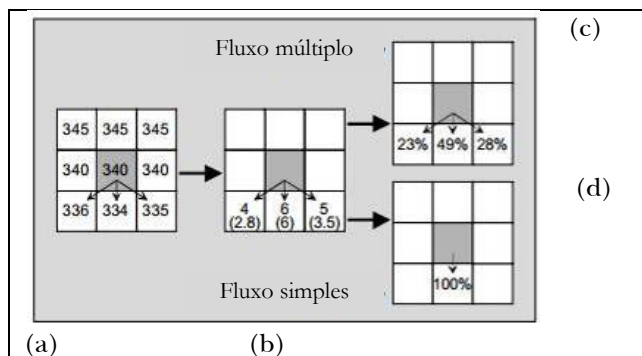 Fluxo múltiplo
(c)
345 345 345
340 340 340
336 334 335
4 6 5
(2.8) (6) (3.5)
23% 49% 28%
(d)
100%
Fluxo simples
(a)
(b)